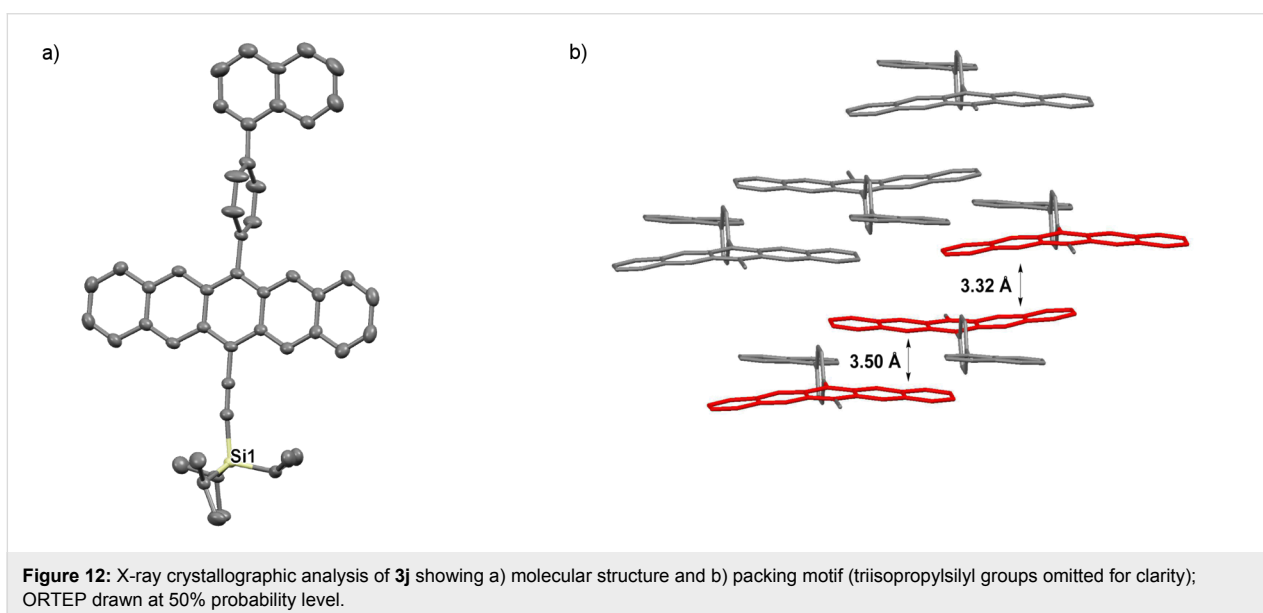 a)
b)
3.32 Å
3.50 Å
Si1
Figure 12: X-ray crystallographic analysis of 3j showing a) molecular structure and b) packing motif (triisopropylsilyl groups omitted for clarity);
ORTEP drawn at 50% probability level.